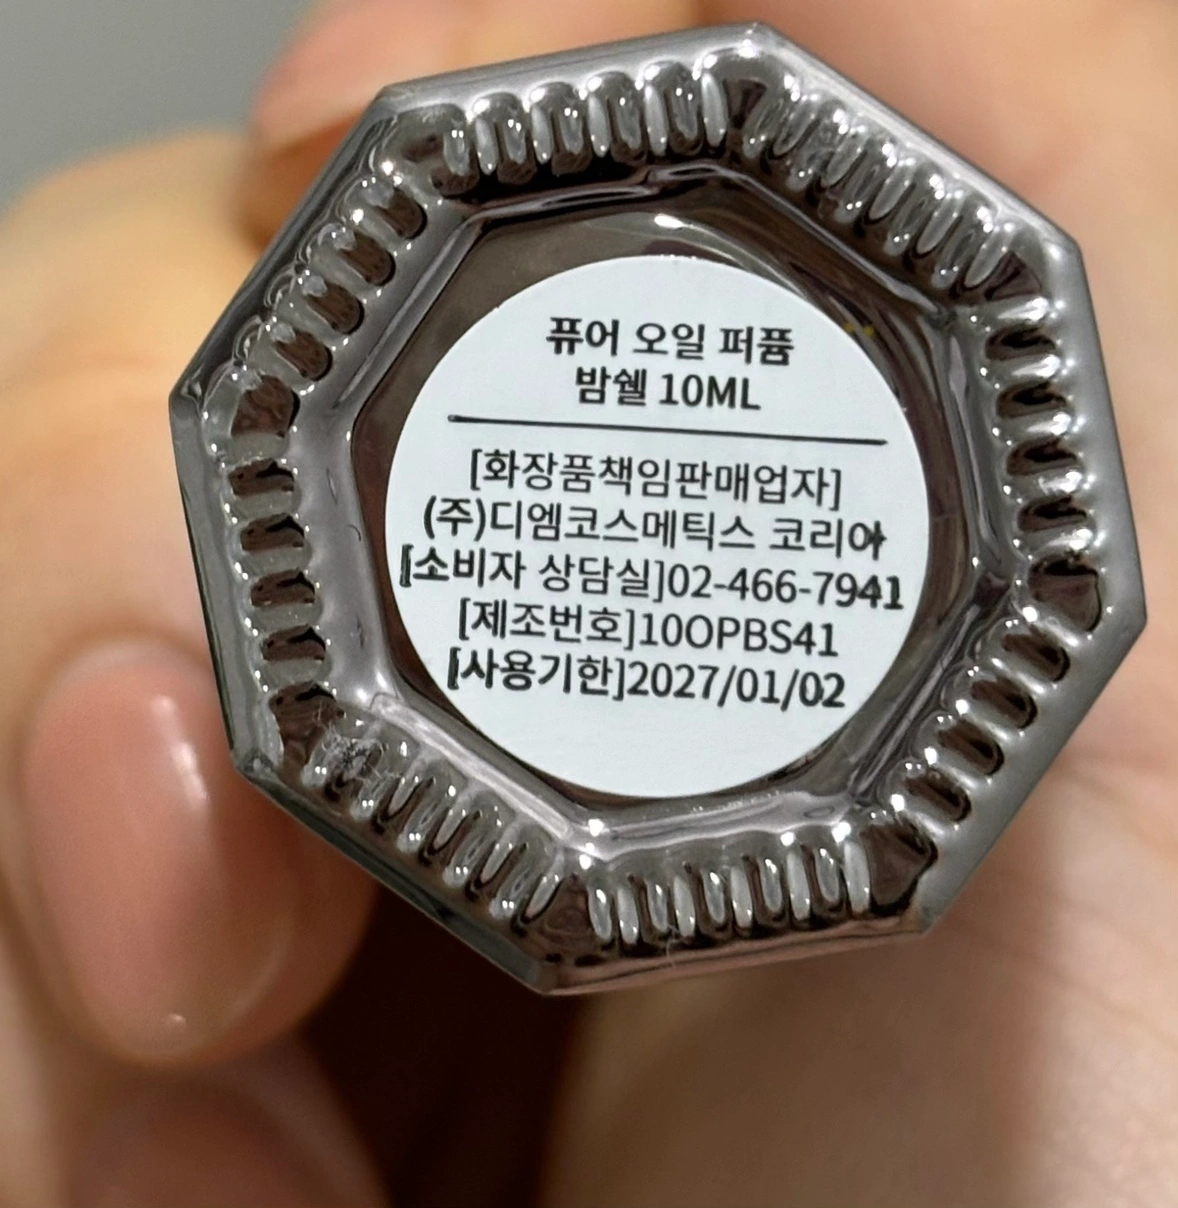 퓨어 오일 퍼퓸
밤쉘 10ML
[화장품책임판매업자]
(주)디엠코스메틱스 코리아
[소비자 상담실]02-466-7941
[제조번호]10OPBS41
[사용기한]2027/01/02